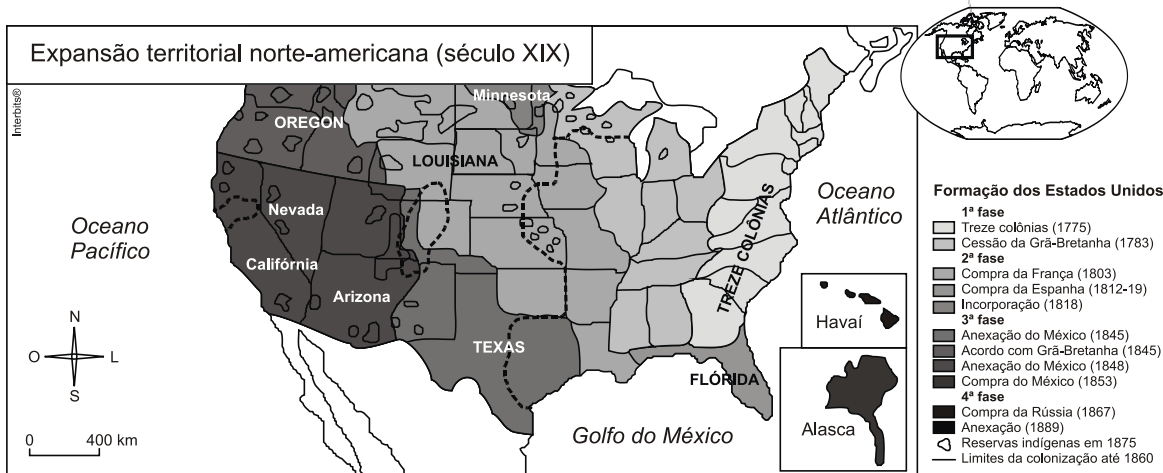 Expansão territorial norte-americana (século XIX)
Interbits®
Minnesota
OREGON
LOUISIANA
Nevada
Califórnia
Arizona
TEXAS
FLÓRIDA
TREZE COLÔNIAS
Oceano
Pacífico
Oceano
Atlântico
Golfo do México
Havaí
Alasca
N
O L
S
0 400 km
Formação dos Estados Unidos
1ª fase
Treze colônias (1775)
Cessão da Grã-Bretanha (1783)
2ª fase
Compra da França (1803)
Compra da Espanha (1812-19)
Incorporação (1818)
3ª fase
Anexação do México (1845)
Acordo com Grã-Bretanha (1845)
Anexação do México (1848)
Compra do México (1853)
4ª fase
Compra da Rússia (1867)
Anexação (1889)
Reservas indígenas em 1875
Limites da colonização até 1860